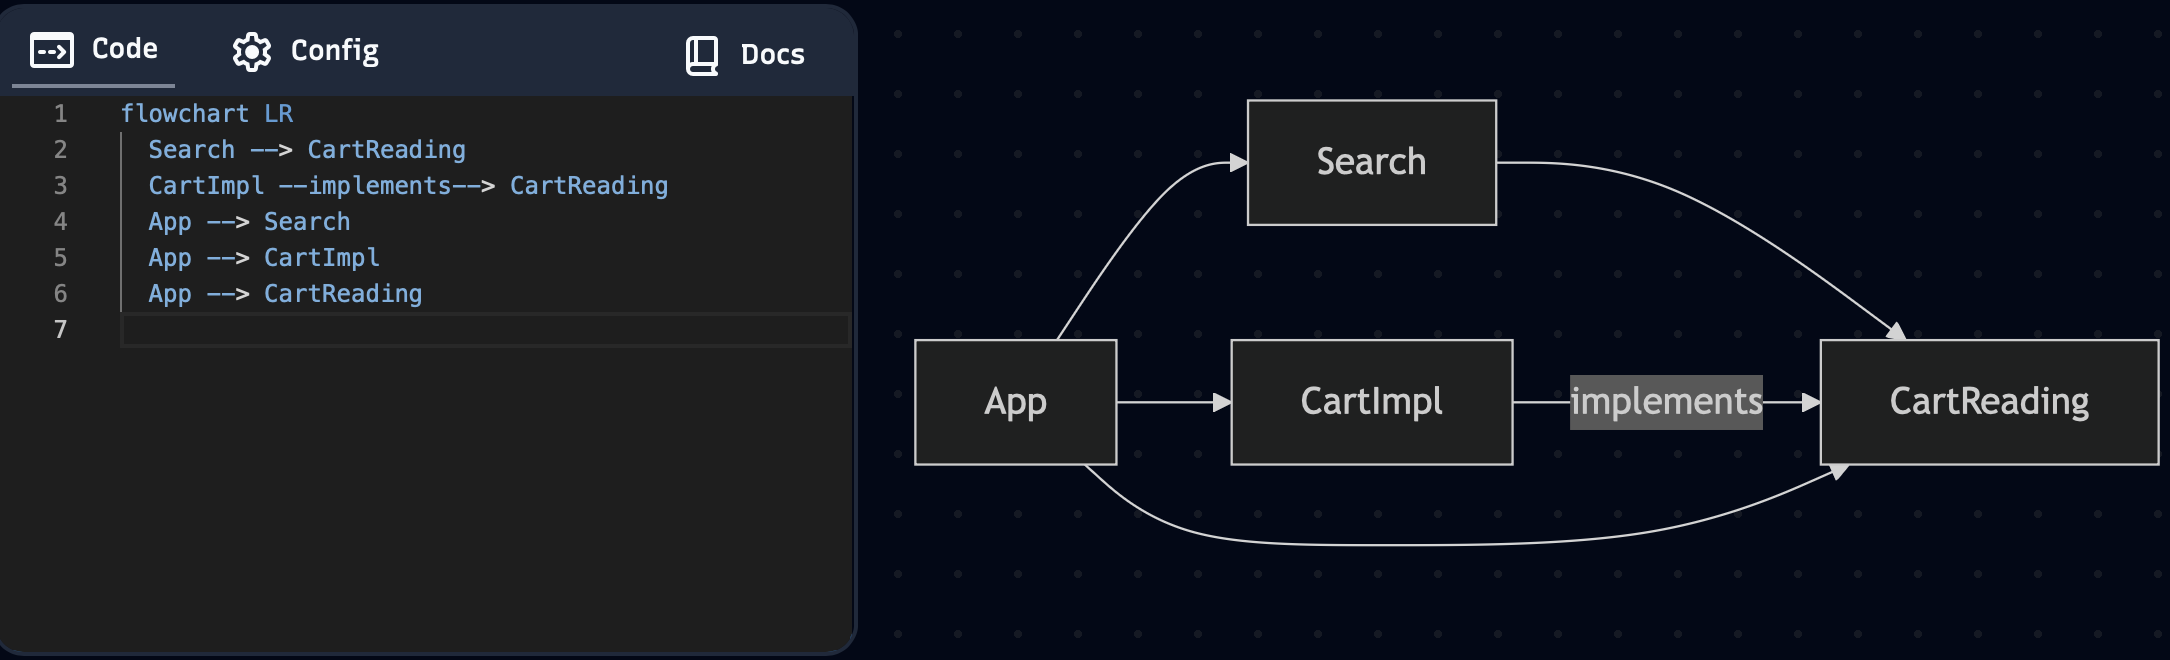 Code Config Docs
1 flowchart LR
2 Search --> CartReading
3 CartImpl --implements--> CartReading
4 App --> Search
5 App --> CartImpl
6 App --> CartReading
7
Search
App CartImpl implements CartReading